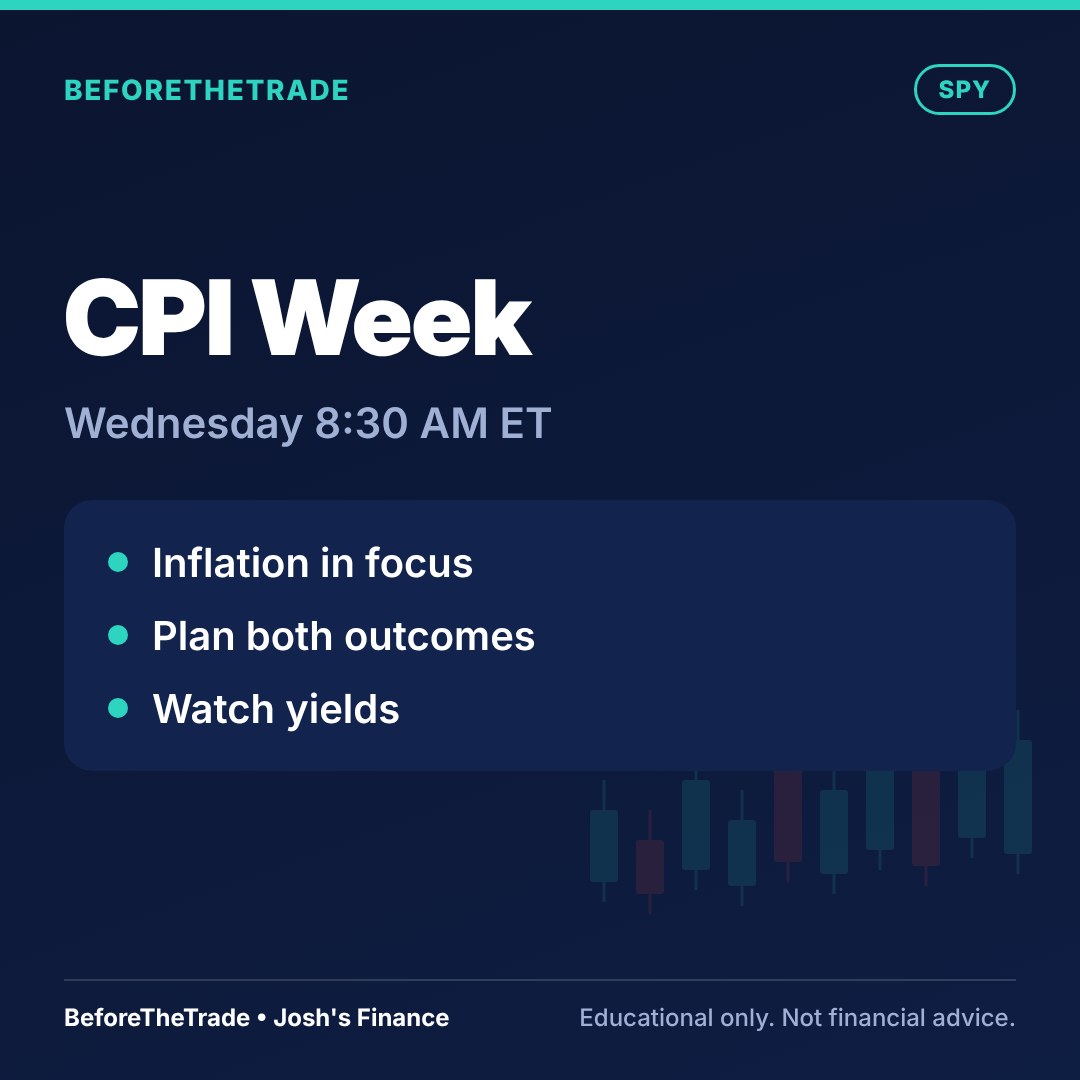 BEFORETHETRADE
SPY
CPI Week
Wednesday 8:30 AM ET
Inflation in focus
Plan both outcomes
Watch yields
BeforeTheTrade • Josh's Finance
Educational only. Not financial advice.